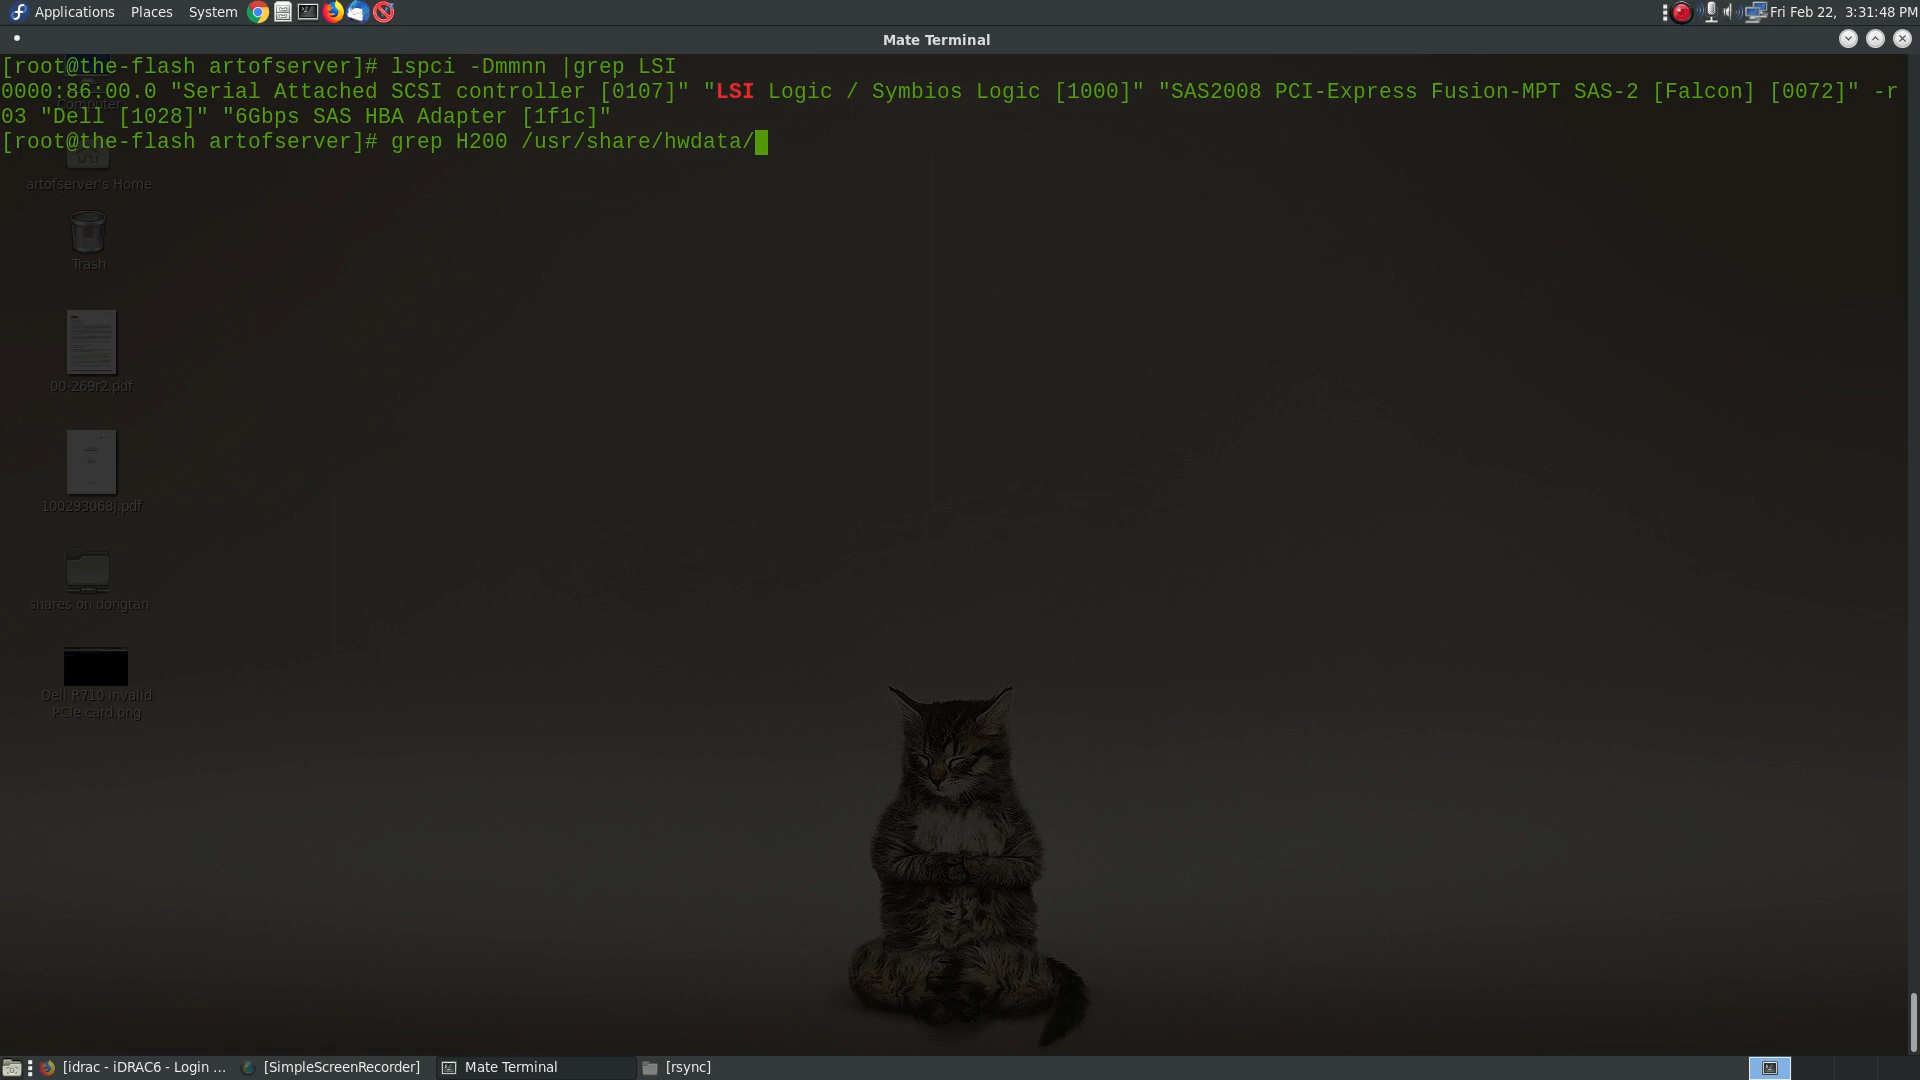 Applications Places System
Fri Feb 22, 3:31:48 PM
Mate Terminal
[root@the-flash artofserver]# lspci -Dmmnn |grep LSI
0000:86:00.0 "Serial Attached SCSI controller [0107]" "LSI Logic / Symbios Logic [1000]" "SAS2008 PCI-Express Fusion-MPT SAS-2 [Falcon] [0072]" -r
03 "Dell [1028]" "6Gbps SAS HBA Adapter [1f1c]"
[root@the-flash artofserver]# grep H200 /usr/share/hwdata/
Computer
artofserver's Home
Trash
00-269r2.pdf
100293068j.pdf
shares on dongtan
Dell R710 Invalid
PCIe card.png
[idrac - iDRAC6 - Login ... [SimpleScreenRecorder] Mate Terminal [rsync]